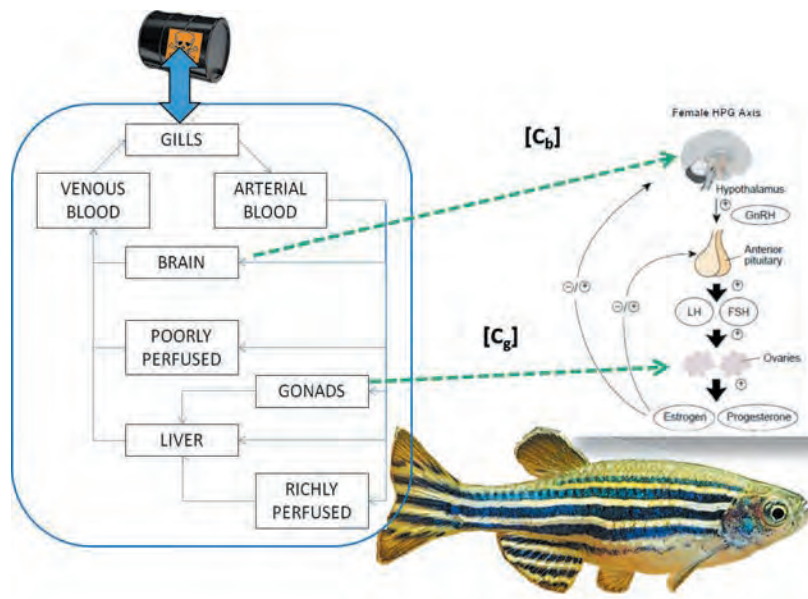 GILLS
VENOUS
BLOOD
ARTERIAL
BLOOD
BRAIN
POORLY
PERFUSED
GONADS
LIVER
RICHLY
PERFUSED
[Cb]
[Cg]
Female HPG Axis
Hypothalamus
+
GnRH
Anterior
pituitary
+
−/+
−/+
LH
FSH
+
Ovaries
+
Estrogen
Progesterone